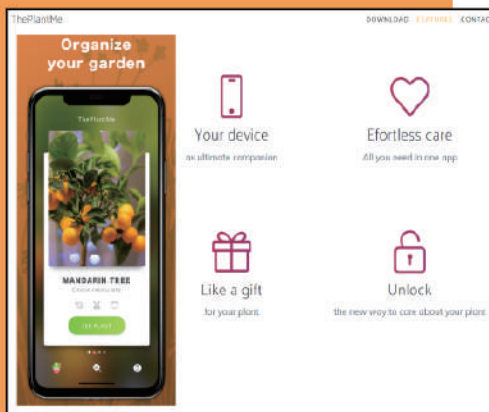 ThePlantMe
DOWNLOAD FEATURES CONTAC
Organize
your garden
ThePlantMe
MANDARIN TREE
Your device
an ultimate companion
Efortless care
All you need in one app
Like a gift
for your plant
Unlock
the new way to care about your plant